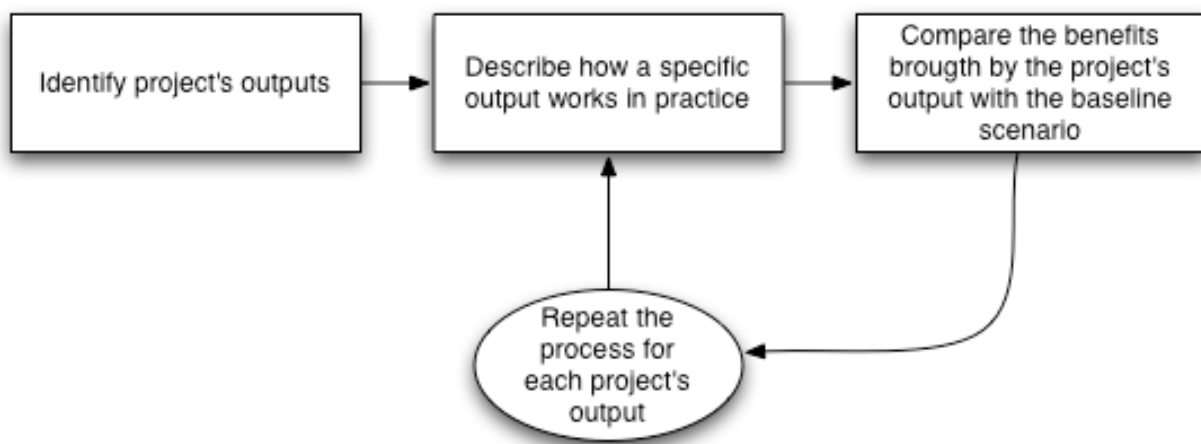 Identify project's outputs
Describe how a specific
output works in practice
Compare the benefits
brougth by the project's
output with the baseline
scenario
Repeat the
process for
each project's
output